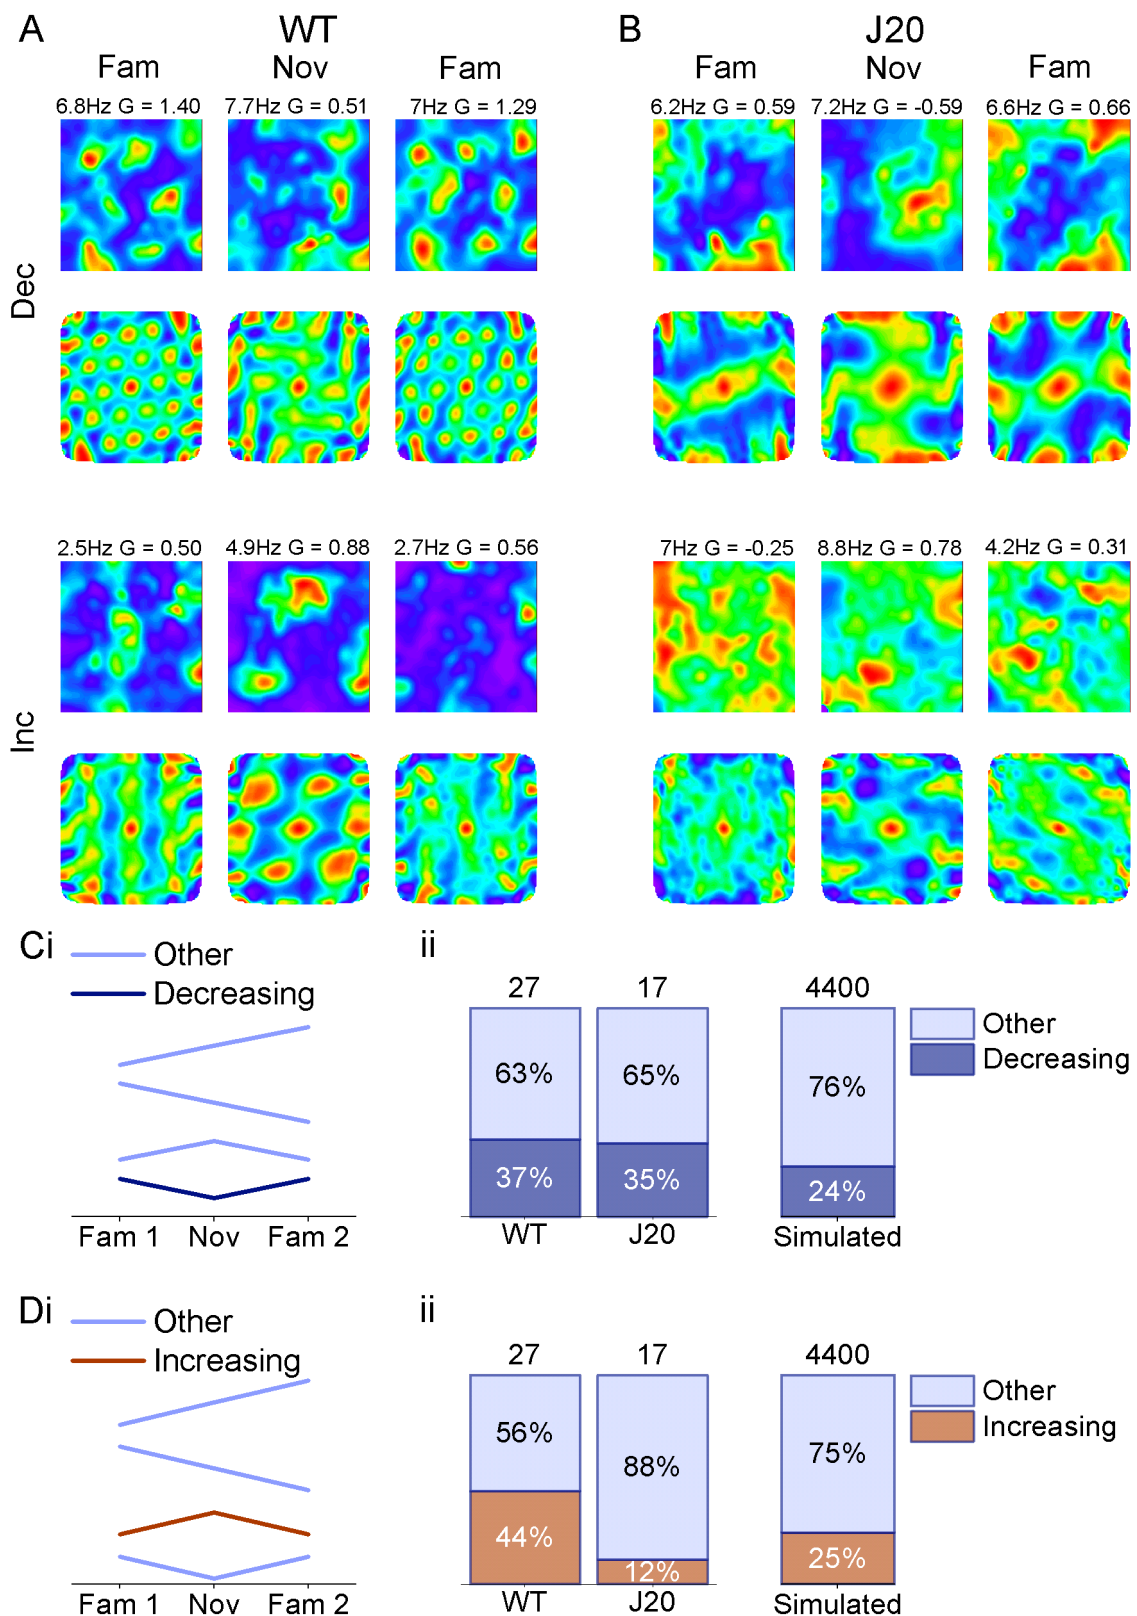 A WT B J20
Fam Nov Fam Fam Nov Fam
6.8Hz G = 1.40 7.7Hz G = 0.51 7Hz G = 1.29 6.2Hz G = 0.59 7.2Hz G = -0.59 6.6Hz G = 0.66
Dec
2.5Hz G = 0.50 4.9Hz G = 0.88 2.7Hz G = 0.56 7Hz G = -0.25 8.8Hz G = 0.78 4.2Hz G = 0.31
Inc
Ci
Other
Decreasing
Fam 1 Nov Fam 2
ii
27 17 4400
63% 65% 76%
37% 35% 24%
WT J20 Simulated
Other
Decreasing
Di
Other
Increasing
Fam 1 Nov Fam 2
ii
27 17 4400
56% 88% 75%
44% 12% 25%
WT J20 Simulated
Other
Increasing